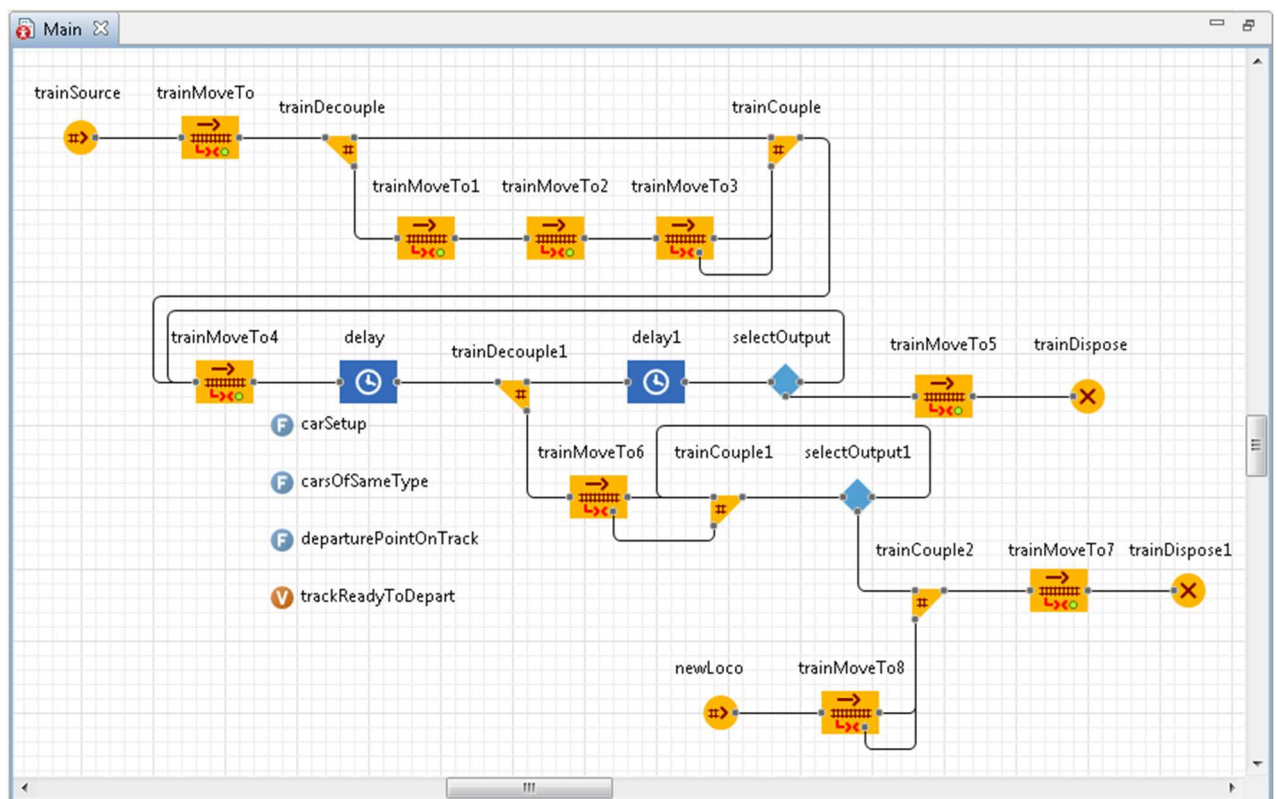 Main
trainSource
trainMoveTo
trainDecouple
trainCouple
trainMoveTo1
trainMoveTo2
trainMoveTo3
trainMoveTo4
delay
trainDecouple1
delay1
selectOutput
trainMoveTo5
trainDispose
F carSetup
trainMoveTo6
trainCouple1
selectOutput1
F carsOfSameType
F departurePointOnTrack
trainCouple2
trainMoveTo7
trainDispose1
V trackReadyToDepart
newLoco
trainMoveTo8